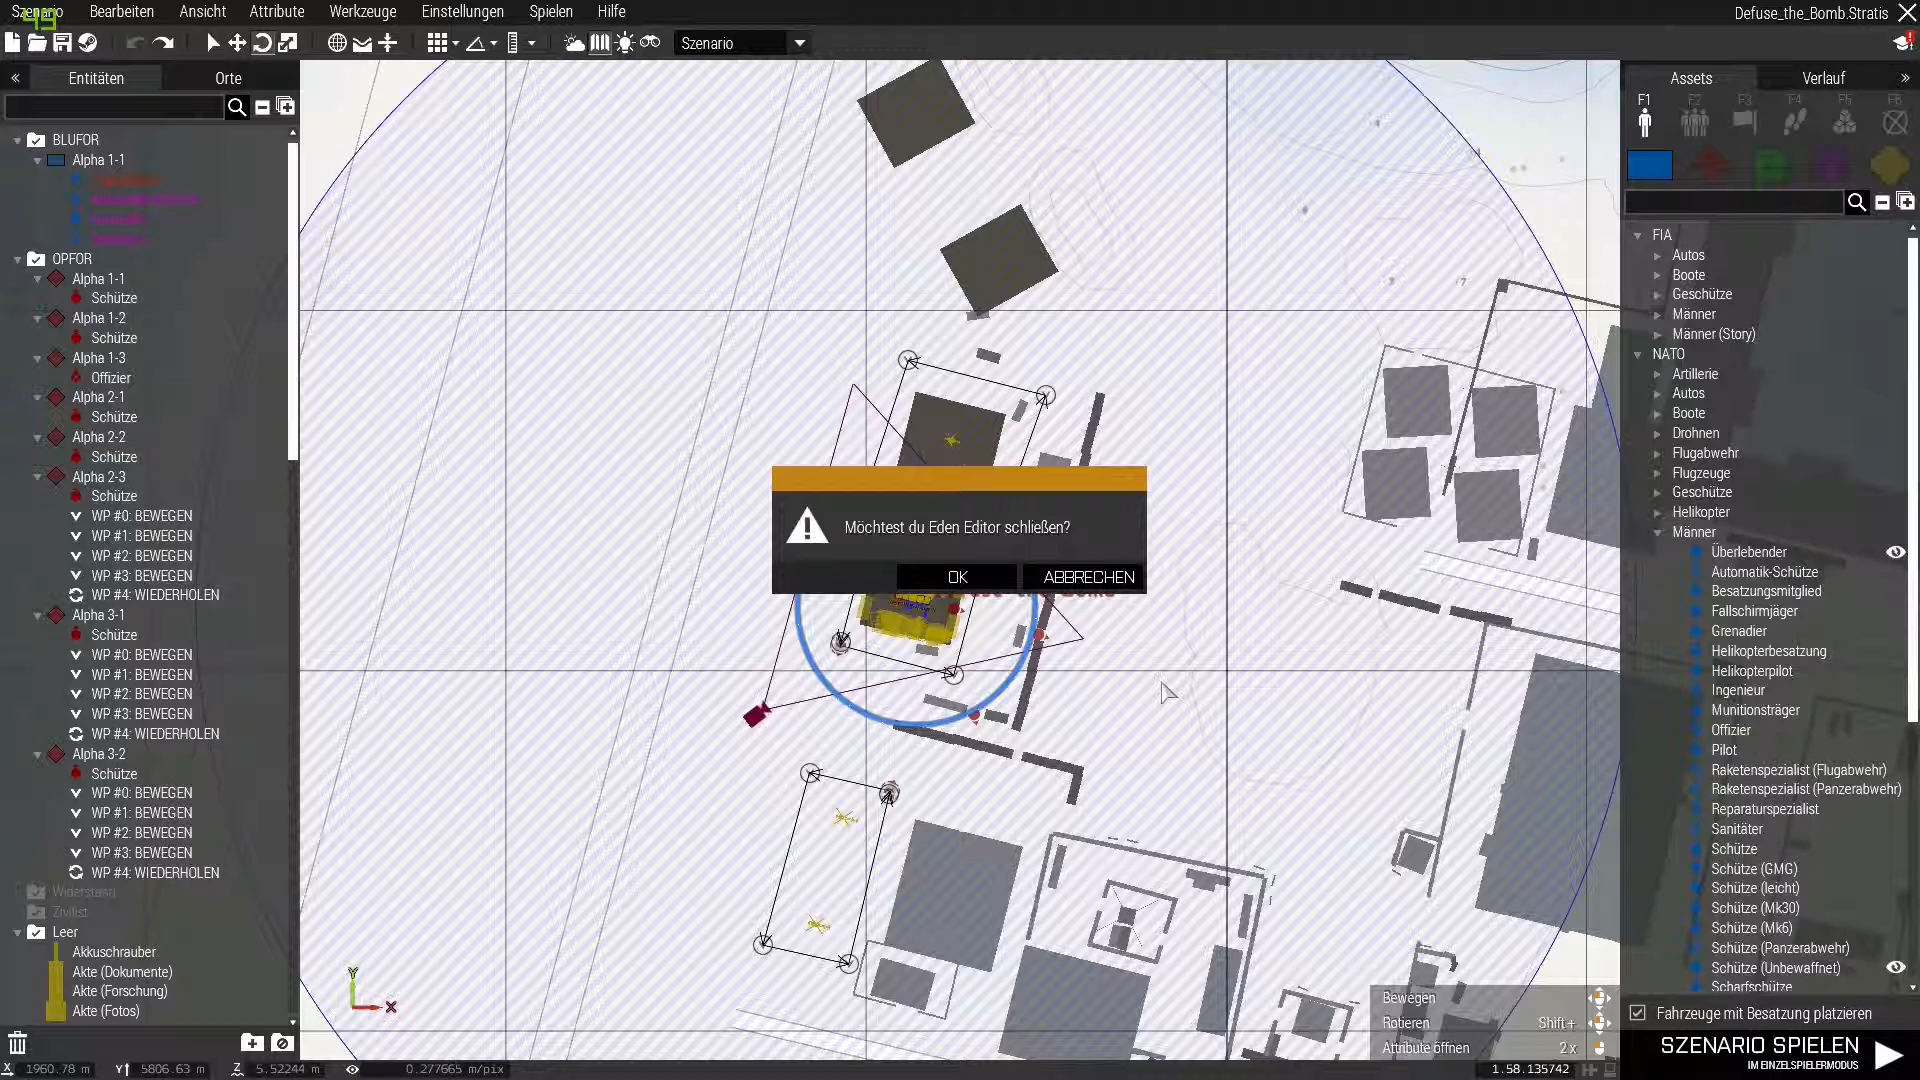 Szenario Bearbeiten Ansicht Attribute Werkzeuge Einstellungen Spielen Hilfe
49
Defuse_the_Bomb.Stratis
Szenario
Entitäten Orte
BLUFOR
Alpha 1-1
OPFOR
Alpha 1-1
Schütze
Alpha 1-2
Schütze
Alpha 1-3
Offizier
Alpha 2-1
Schütze
Alpha 2-2
Schütze
Alpha 2-3
Schütze
WP #0: BEWEGEN
WP #1: BEWEGEN
WP #2: BEWEGEN
WP #3: BEWEGEN
WP #4: WIEDERHOLEN
Alpha 3-1
Schütze
WP #0: BEWEGEN
WP #1: BEWEGEN
WP #2: BEWEGEN
WP #3: BEWEGEN
WP #4: WIEDERHOLEN
Alpha 3-2
Schütze
WP #0: BEWEGEN
WP #1: BEWEGEN
WP #2: BEWEGEN
WP #3: BEWEGEN
WP #4: WIEDERHOLEN
Widerstand
Zivilist
Leer
Akkuschrauber
Akte (Dokumente)
Akte (Forschung)
Akte (Fotos)
Möchtest du Eden Editor schließen?
OK ABBRECHEN
Y
X
Bewegen
Rotieren Shift +
Attribute öffnen 2 x
Assets Verlauf
F1 F2 F3 F4 F5 F6
FIA
Autos
Boote
Geschütze
Männer
Männer (Story)
NATO
Artillerie
Autos
Boote
Drohnen
Flugabwehr
Flugzeuge
Geschütze
Helikopter
Männer
Überlebender
Automatik-Schütze
Besatzungsmitglied
Fallschirmjäger
Grenadier
Helikopterbesatzung
Helikopterpilot
Ingenieur
Munitionsträger
Offizier
Pilot
Raketenspezialist (Flugabwehr)
Raketenspezialist (Panzerabwehr)
Reparaturspezialist
Sanitäter
Schütze
Schütze (GMG)
Schütze (leicht)
Schütze (Mk30)
Schütze (Mk6)
Schütze (Panzerabwehr)
Schütze (Unbewaffnet)
Scharfschütze
Fahrzeuge mit Besatzung platzieren
SZENARIO SPIELEN
IM EINZELSPIELERMODUS
X 1960.78 m Y 5806.63 m Z 5.52244 m 0.277665 m/pix 1.58.135742